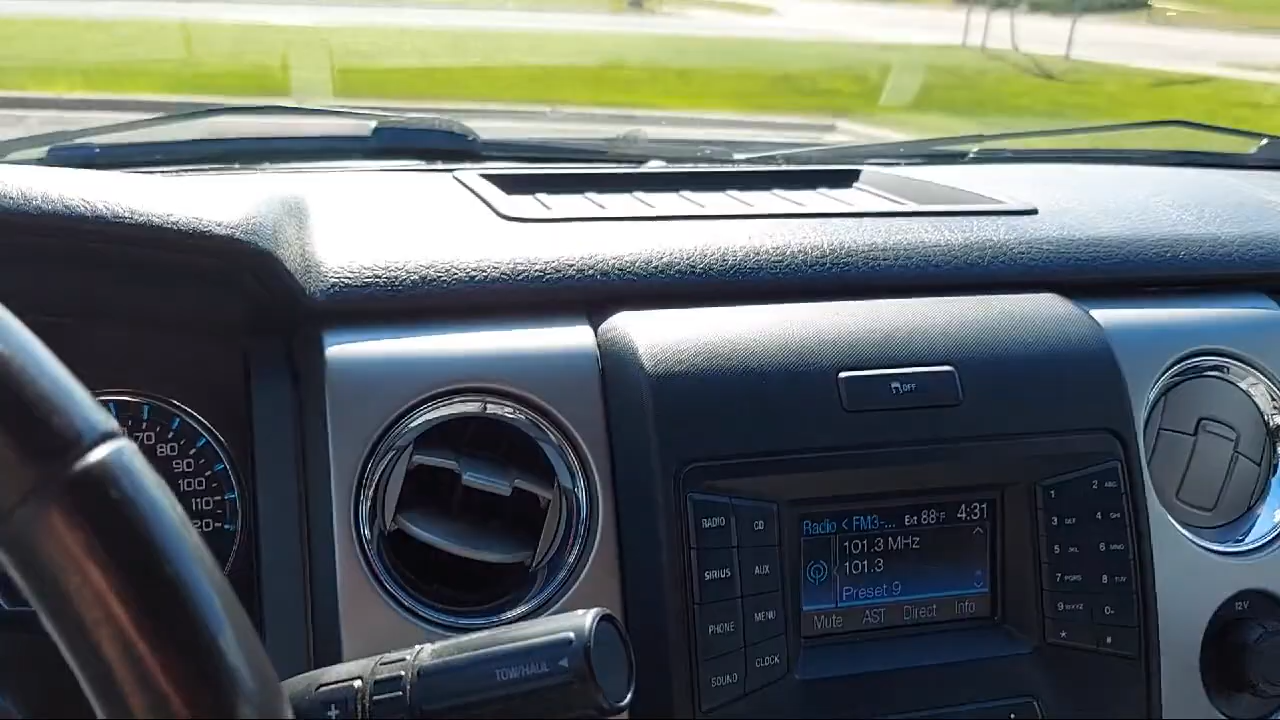 70
80
90
100
110
20
TOW/HAUL
+
OFF
RADIO
CD
SIRIUS
AUX
PHONE
MENU
SOUND
CLOCK
Radio < FM3-... Ext 88°F 4:31
101.3 MHz
101.3
Preset 9
Mute AST Direct Info
1
2 ABC
3 DEF
4 GHI
5 JKL
6 MNO
7 PQRS
8 TUV
9 WXYZ
0-
*
#
12V